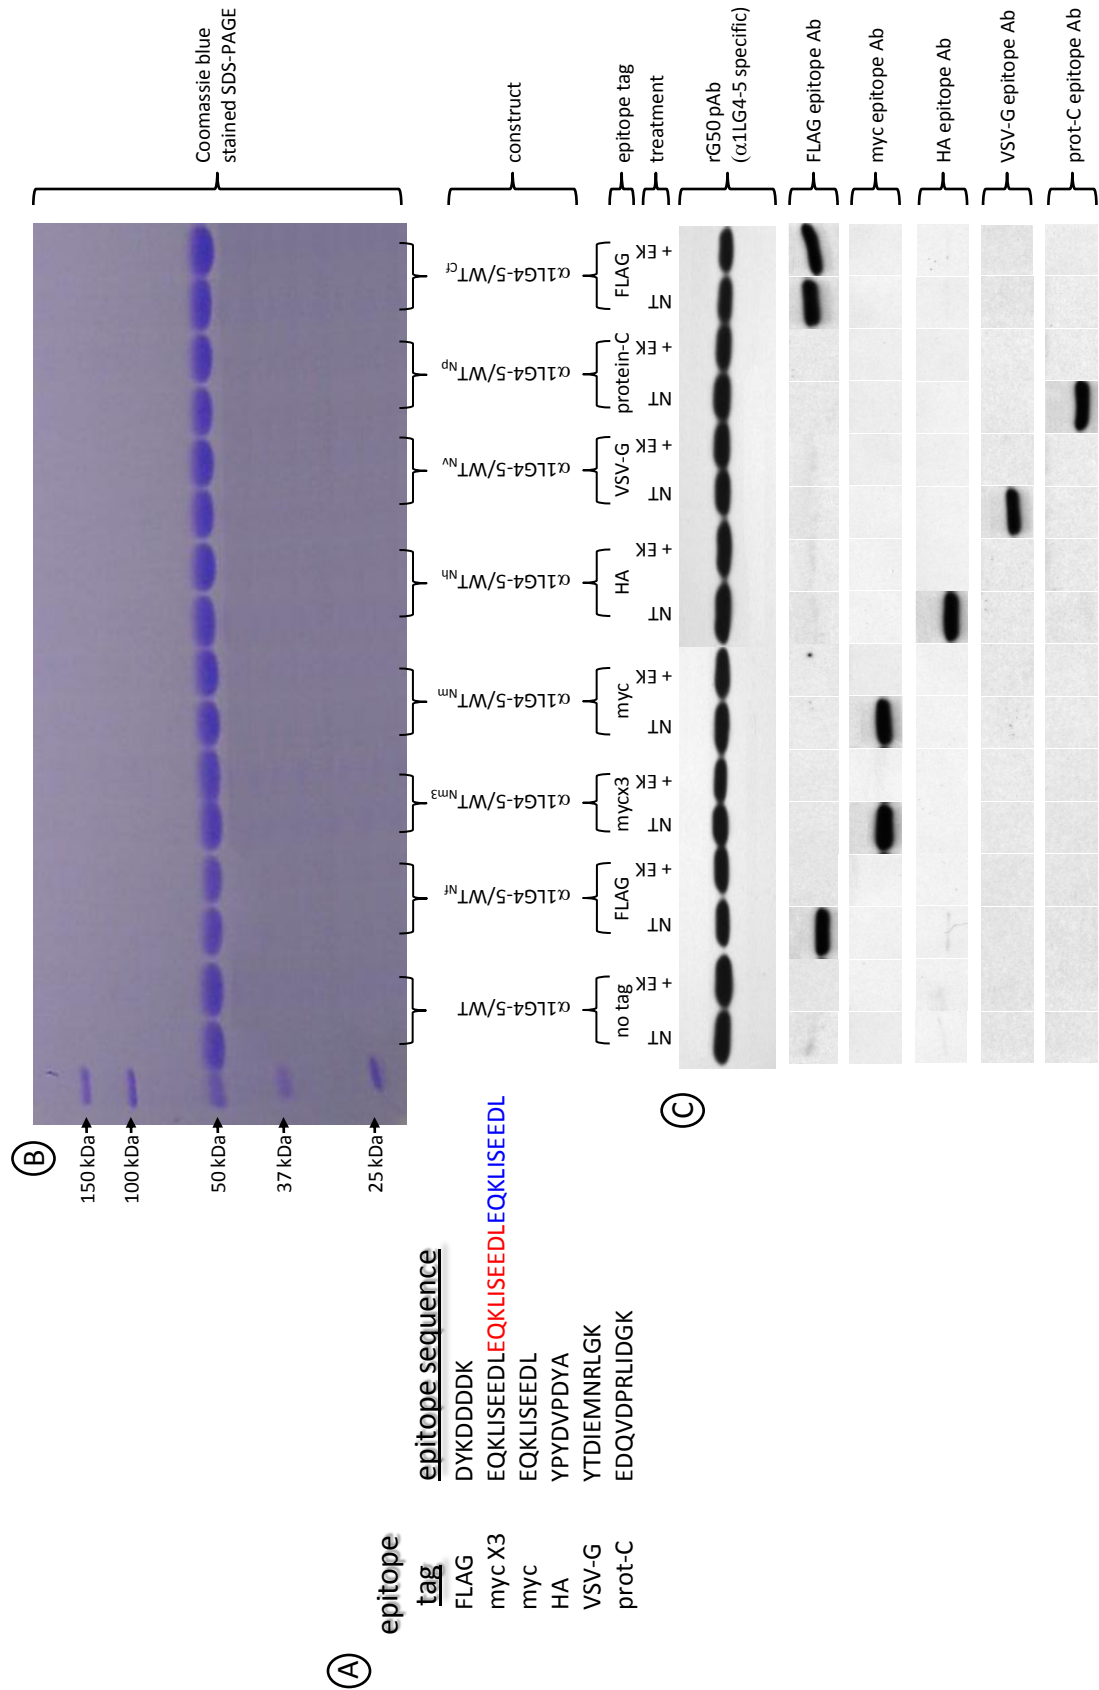 A
epitope
tag
epitope sequence
FLAG DYKDDDDK
myc X3 EQKLISEEDLEQKLISEEDLEQKLISEEDL
myc EQKLISEEDL
HA YPYDVPDYA
VSV-G YTDIEMNRLGK
prot-C EDQVDPRLIDGK
B
150 kDa
100 kDa
50 kDa
37 kDa
25 kDa
Coomassie blue
stained SDS-PAGE
α1LG4-5/WT α1LG4-5/WTNf α1LG4-5/WTNm3 α1LG4-5/WTNm α1LG4-5/WTNh α1LG4-5/WTNv α1LG4-5/WTNp α1LG4-5/WTCf
construct
no tag FLAG mycx3 myc HA VSV-G protein-C FLAG
epitope tag
NT + EK NT + EK NT + EK NT + EK NT + EK NT + EK NT + EK NT + EK
treatment
C
rG50 pAb
(α1LG4-5 specific)
FLAG epitope Ab
myc epitope Ab
HA epitope Ab
VSV-G epitope Ab
prot-C epitope Ab